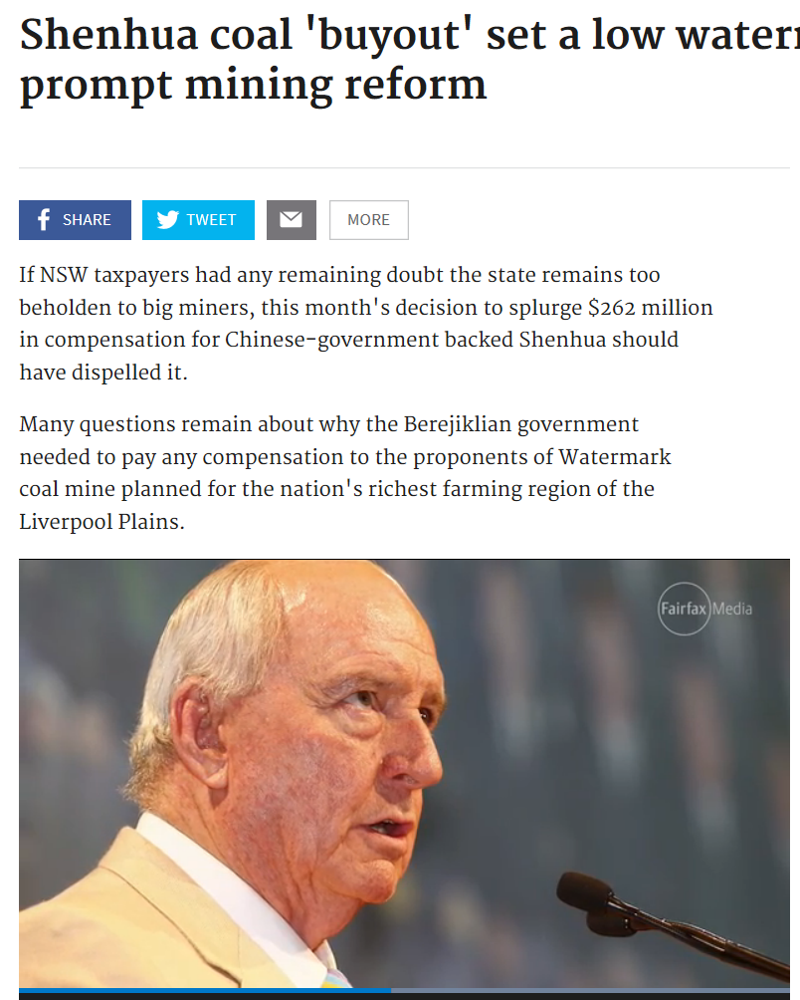 Shenhua coal 'buyout' set a low
prompt mining reform
SHARE TWEET MORE
If NSW taxpayers had any remaining doubt the state remains too
beholden to big miners, this month's decision to splurge $262 million
in compensation for Chinese-government backed Shenhua should
have dispelled it.
Many questions remain about why the Berejiklian government
needed to pay any compensation to the proponents of Watermark
coal mine planned for the nation's richest farming region of the
Liverpool Plains.
Fairfax Media